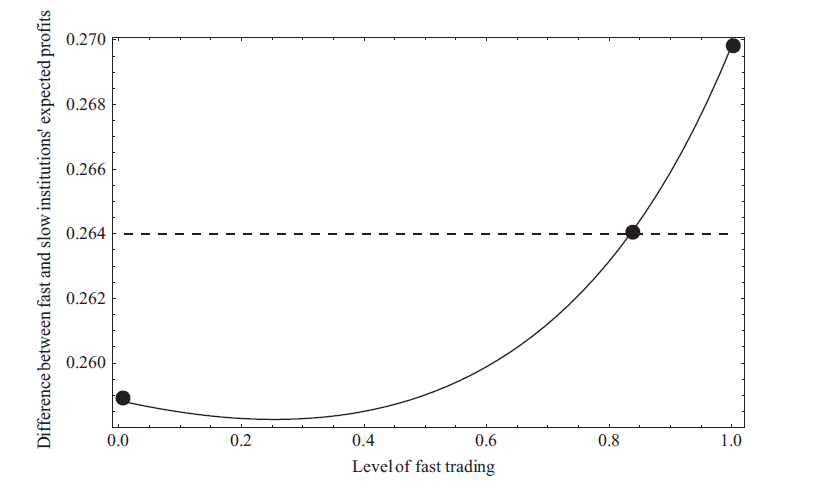 Difference between fast and slow institutions' expected profits
0.270
0.268
0.266
0.264
0.262
0.260
0.0 0.2 0.4 0.6 0.8 1.0
Level of fast trading